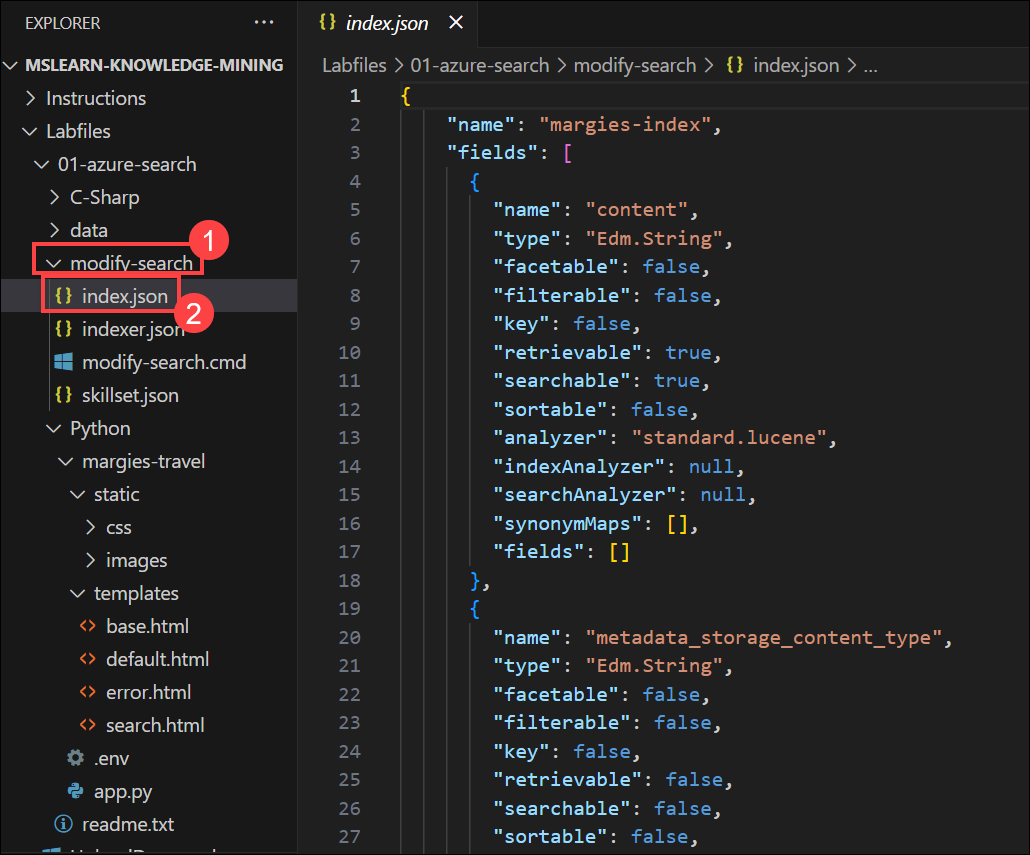 EXPLORER
...
MSLEARN-KNOWLEDGE-MINING
Instructions
Labfiles
01-azure-search
C-Sharp
data
1
modify-search
index.json
2
indexer.json
modify-search.cmd
skillset.json
Python
margies-travel
static
css
images
templates
base.html
default.html
error.html
search.html
.env
app.py
readme.txt
{} index.json ×
Labfiles > 01-azure-search > modify-search > {} index.json > ...
1 {
2 "name": "margies-index",
3 "fields": [
4 {
5 "name": "content",
6 "type": "Edm.String",
7 "facetable": false,
8 "filterable": false,
9 "key": false,
10 "retrievable": true,
11 "searchable": true,
12 "sortable": false,
13 "analyzer": "standard.lucene",
14 "indexAnalyzer": null,
15 "searchAnalyzer": null,
16 "synonymMaps": [],
17 "fields": []
18 },
19 {
20 "name": "metadata_storage_content_type",
21 "type": "Edm.String",
22 "facetable": false,
23 "filterable": false,
24 "key": false,
25 "retrievable": false,
26 "searchable": false,
27 "sortable": false,